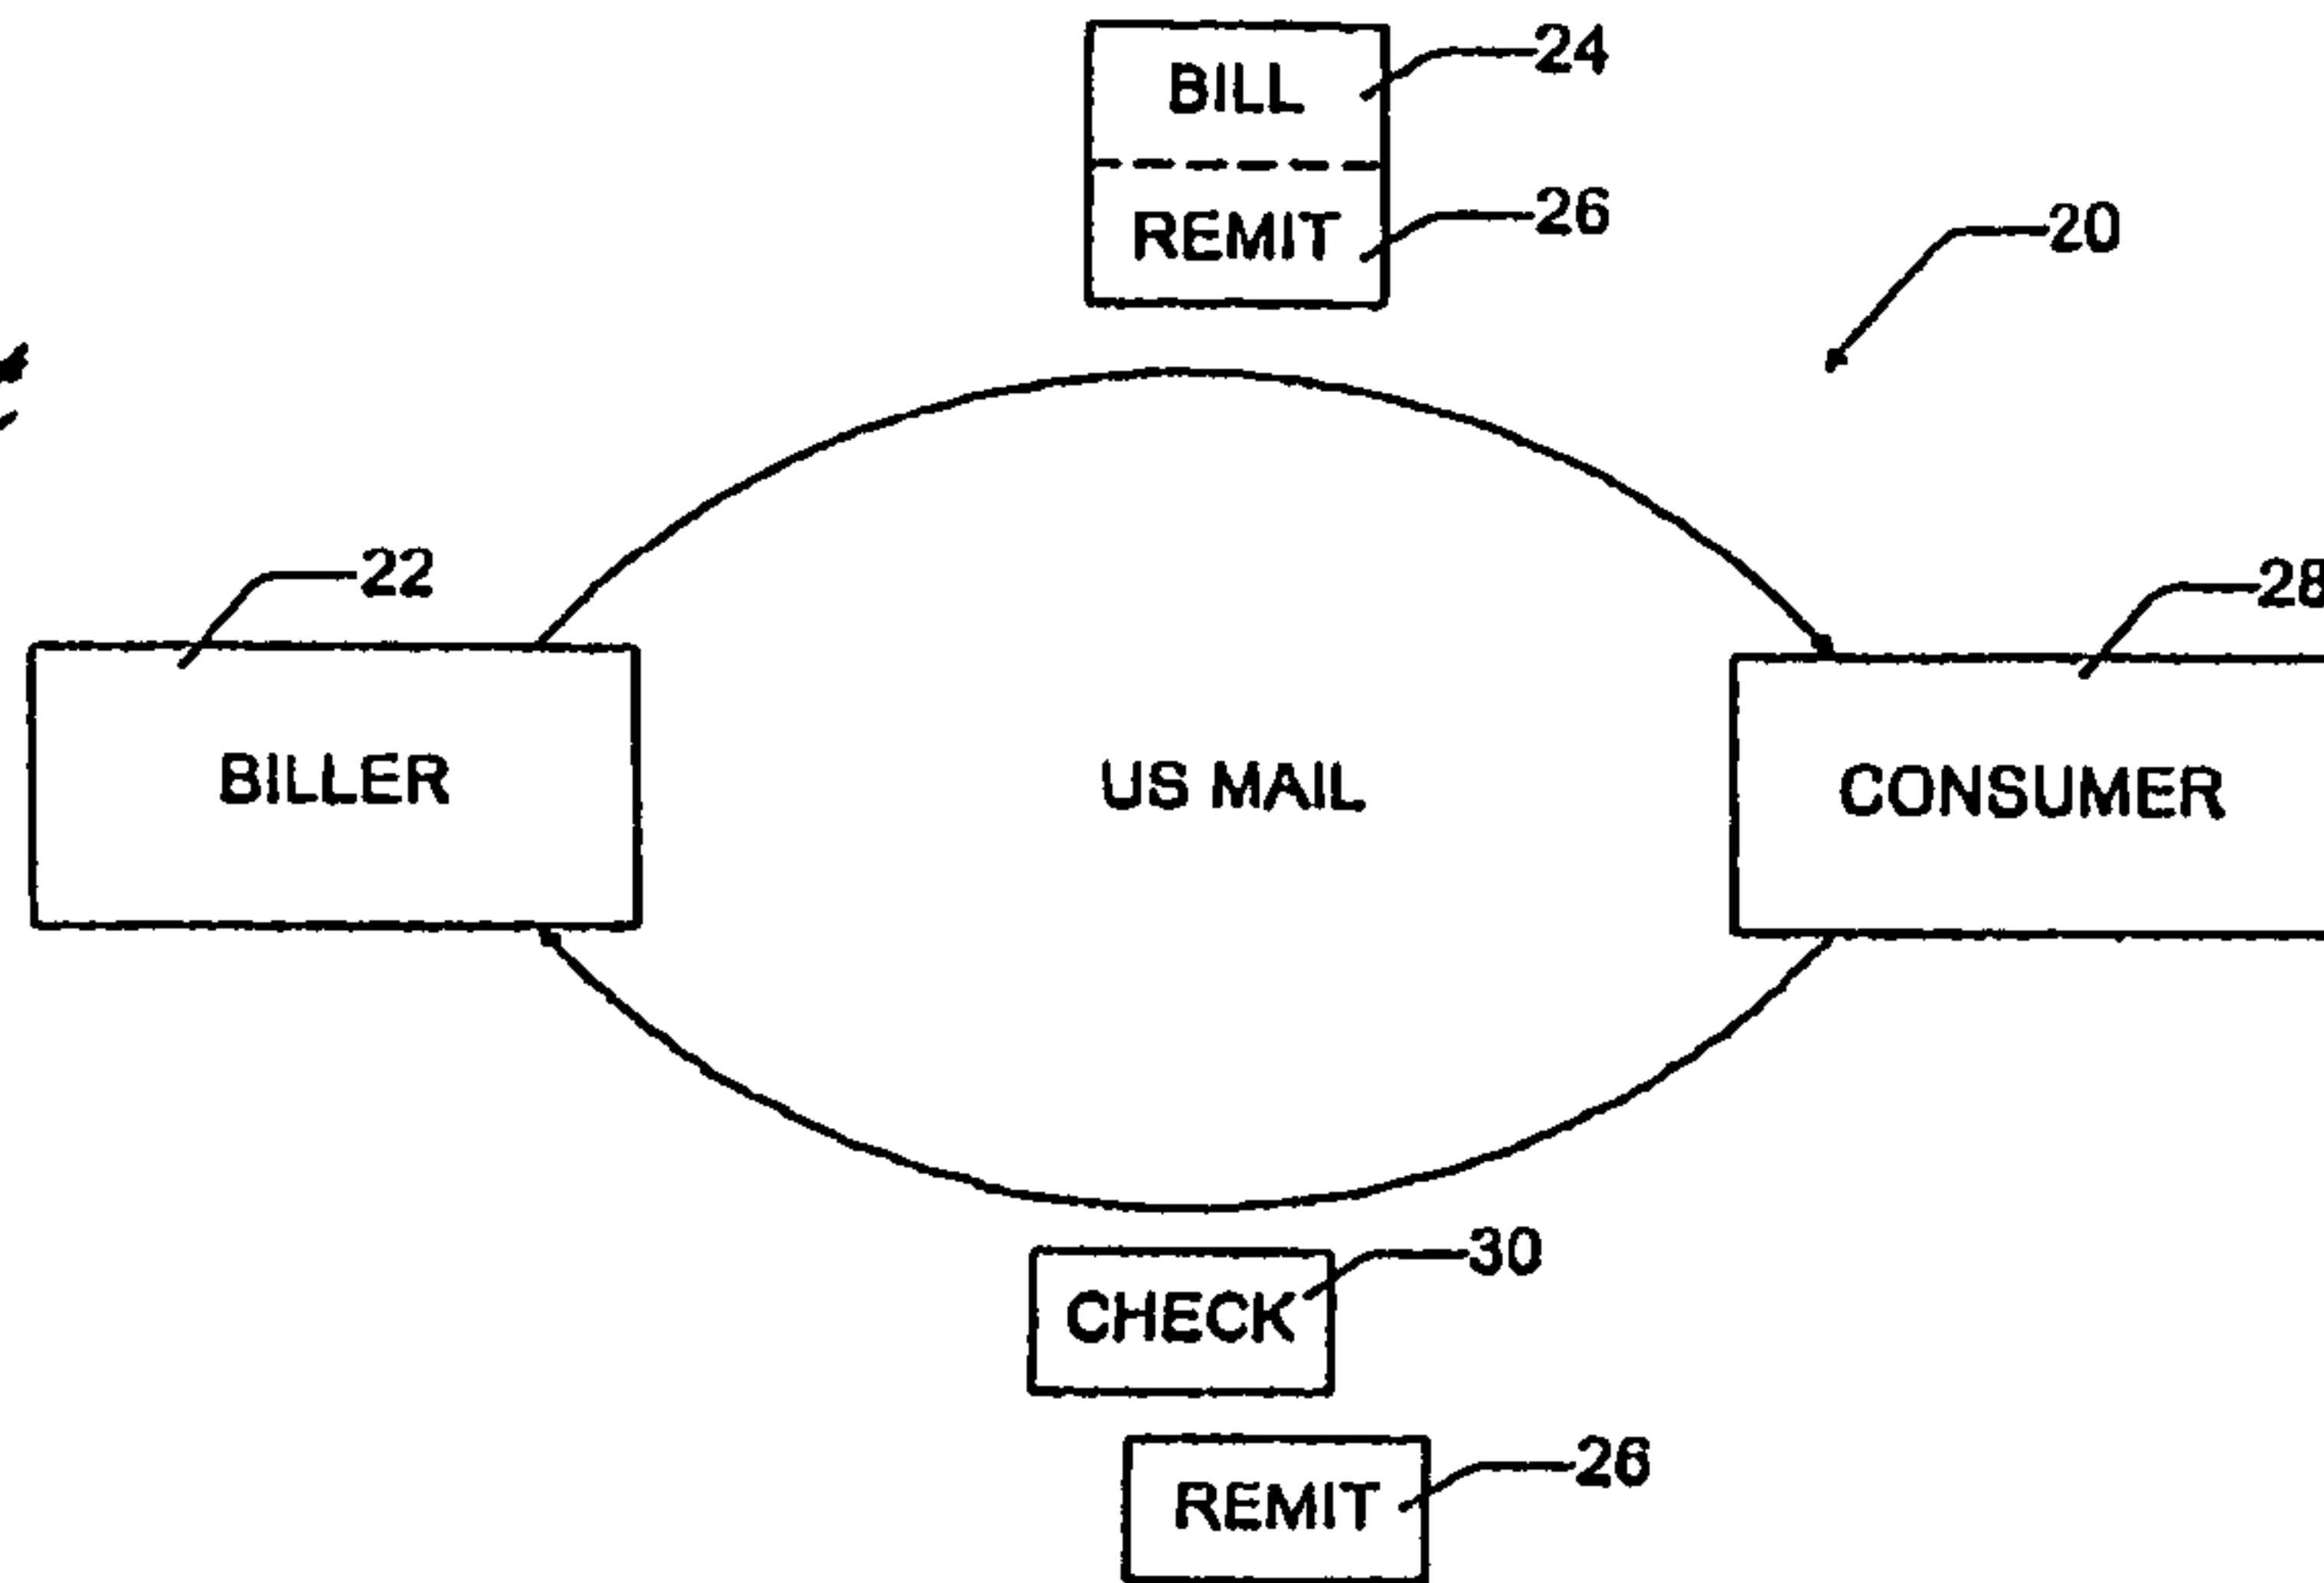 BILL 24
REMIT 26
20
22
28
BILLER US MAIL CONSUMER
30
CHECK
26
REMIT